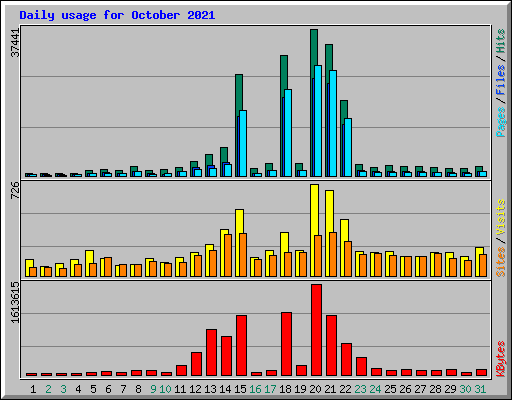 Daily usage for October 2021
37441
Pages / Files / Hits
726
Sites / Visits
1613615
KBytes
1 2 3 4 5 6 7 8 9 10 11 12 13 14 15 16 17 18 19 20 21 22 23 24 25 26 27 28 29 30 31